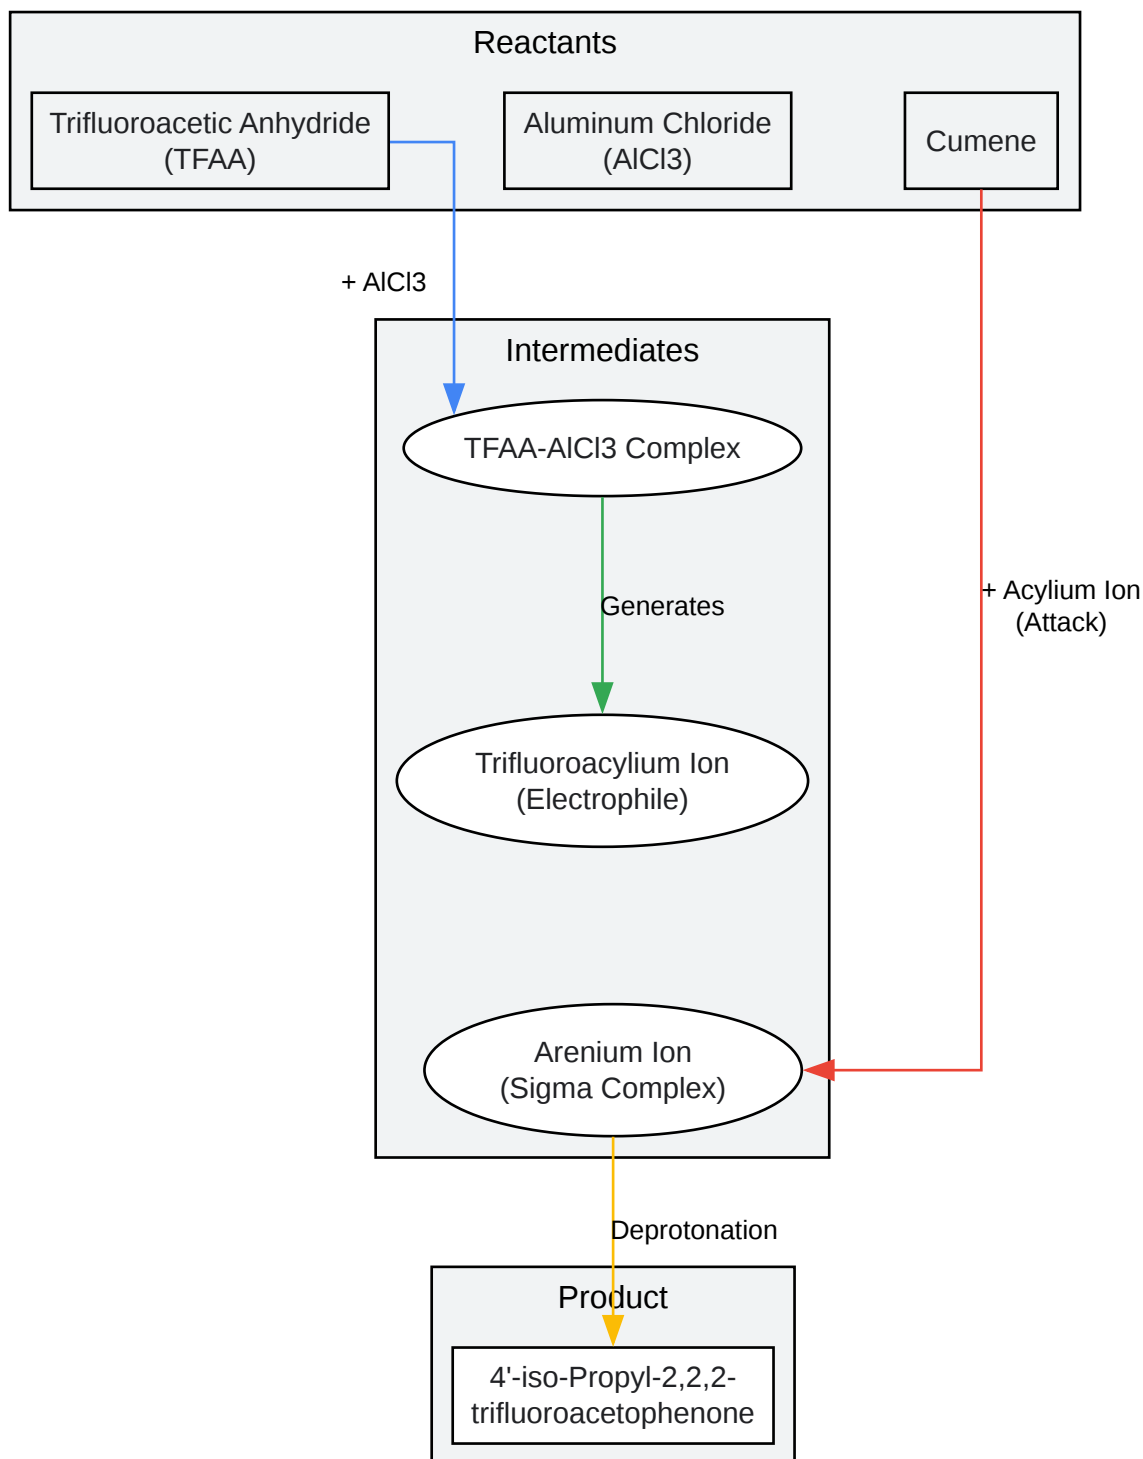 Reactants
Trifluoroacetic Anhydride
(TFAA)
Aluminum Chloride
(AlCl3)
Cumene
+ AlCl3
Intermediates
TFAA-AlCl3 Complex
Generates
+ Acylium Ion
(Attack)
Trifluoroacylium Ion
(Electrophile)
Arenium Ion
(Sigma Complex)
Deprotonation
Product
4'-iso-Propyl-2,2,2-
trifluoroacetophenone